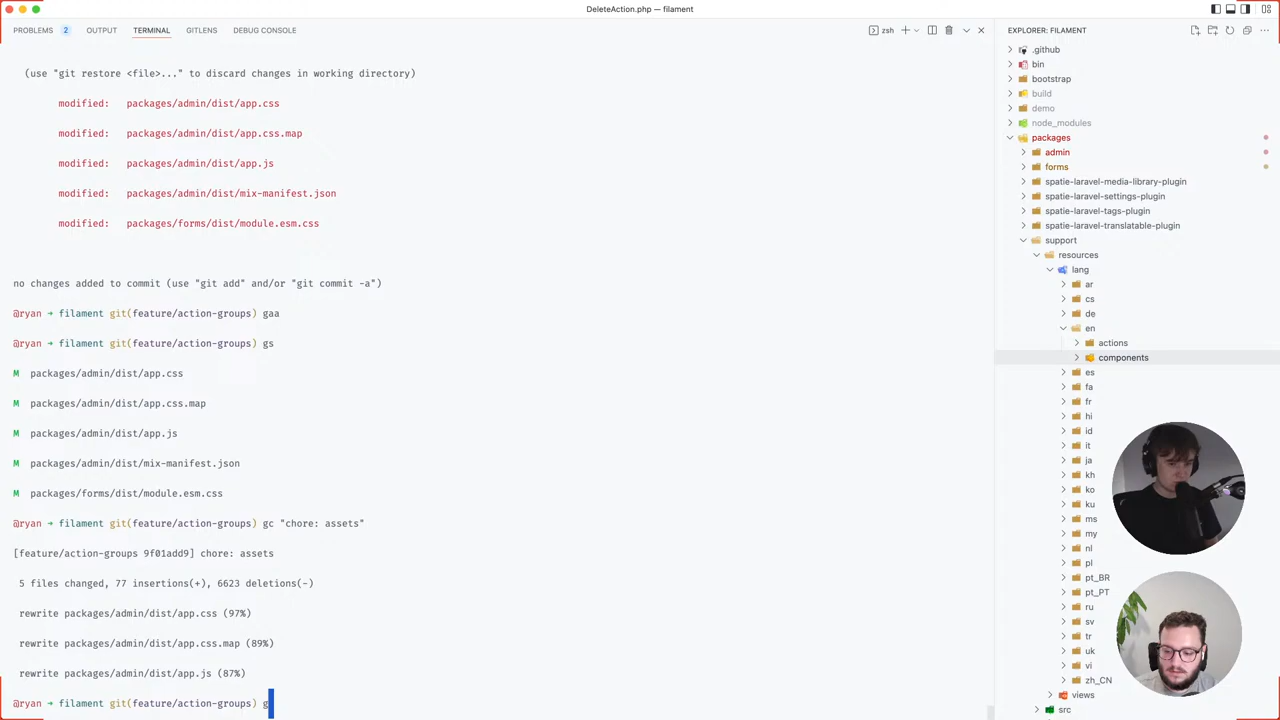 DeleteAction.php — filament
PROBLEMS 2 OUTPUT TERMINAL GITLENS DEBUG CONSOLE
zsh
(use "git restore <file>..." to discard changes in working directory)
modified: packages/admin/dist/app.css
modified: packages/admin/dist/app.css.map
modified: packages/admin/dist/app.js
modified: packages/admin/dist/mix-manifest.json
modified: packages/forms/dist/module.esm.css
no changes added to commit (use "git add" and/or "git commit -a")
@ryan → filament git(feature/action-groups) gaa
@ryan → filament git(feature/action-groups) gs
M packages/admin/dist/app.css
M packages/admin/dist/app.css.map
M packages/admin/dist/app.js
M packages/admin/dist/mix-manifest.json
M packages/forms/dist/module.esm.css
@ryan → filament git(feature/action-groups) gc "chore: assets"
[feature/action-groups 9f01add9] chore: assets
5 files changed, 77 insertions(+), 6623 deletions(-)
rewrite packages/admin/dist/app.css (97%)
rewrite packages/admin/dist/app.css.map (89%)
rewrite packages/admin/dist/app.js (87%)
@ryan → filament git(feature/action-groups) g
EXPLORER: FILAMENT
.github
bin
bootstrap
build
demo
node_modules
packages
admin
forms
spatie-laravel-media-library-plugin
spatie-laravel-settings-plugin
spatie-laravel-tags-plugin
spatie-laravel-translatable-plugin
support
resources
lang
ar
cs
de
en
actions
components
es
fa
fr
hi
id
it
ja
kh
ko
ku
ms
my
nl
pl
pt_BR
pt_PT
ru
sv
tr
uk
vi
zh_CN
views
src